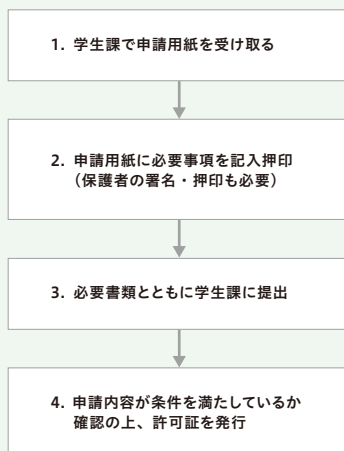 1. 学生課で申請用紙を受け取る
2. 申請用紙に必要事項を記入押印
（保護者の署名・押印も必要）
3. 必要書類とともに学生課に提出
4. 申請内容が条件を満たしているか
確認の上、許可証を発行